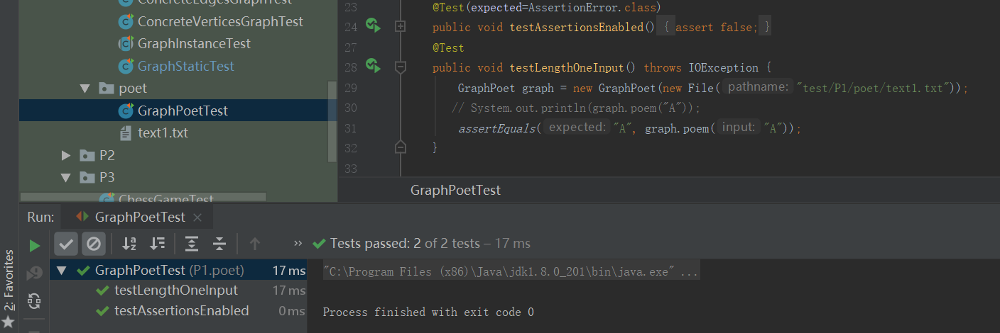 ConcreteEdgesGraphTest
ConcreteVerticesGraphTest
GraphInstanceTest
GraphStaticTest
poet
GraphPoetTest
text1.txt
P2
P3
ChessGameTest
23 @Test(expected=AssertionError.class)
24 public void testAssertionsEnabled() { assert false; }
27 @Test
28 public void testLengthOneInput() throws IOException {
29 GraphPoet graph = new GraphPoet(new File( pathname: "test/P1/poet/text1.txt"));
30 // System.out.println(graph.poem("A"));
31 assertEquals( expected: "A", graph.poem( input: "A"));
32 }
33
GraphPoetTest
Run: GraphPoetTest ×
» Tests passed: 2 of 2 tests – 17 ms
GraphPoetTest (P1.poet) 17 ms
testLengthOneInput 17 ms
testAssertionsEnabled 0 ms
"C:\Program Files (x86)\Java\jdk1.8.0_201\bin\java.exe" ...
Process finished with exit code 0
2: Favorites